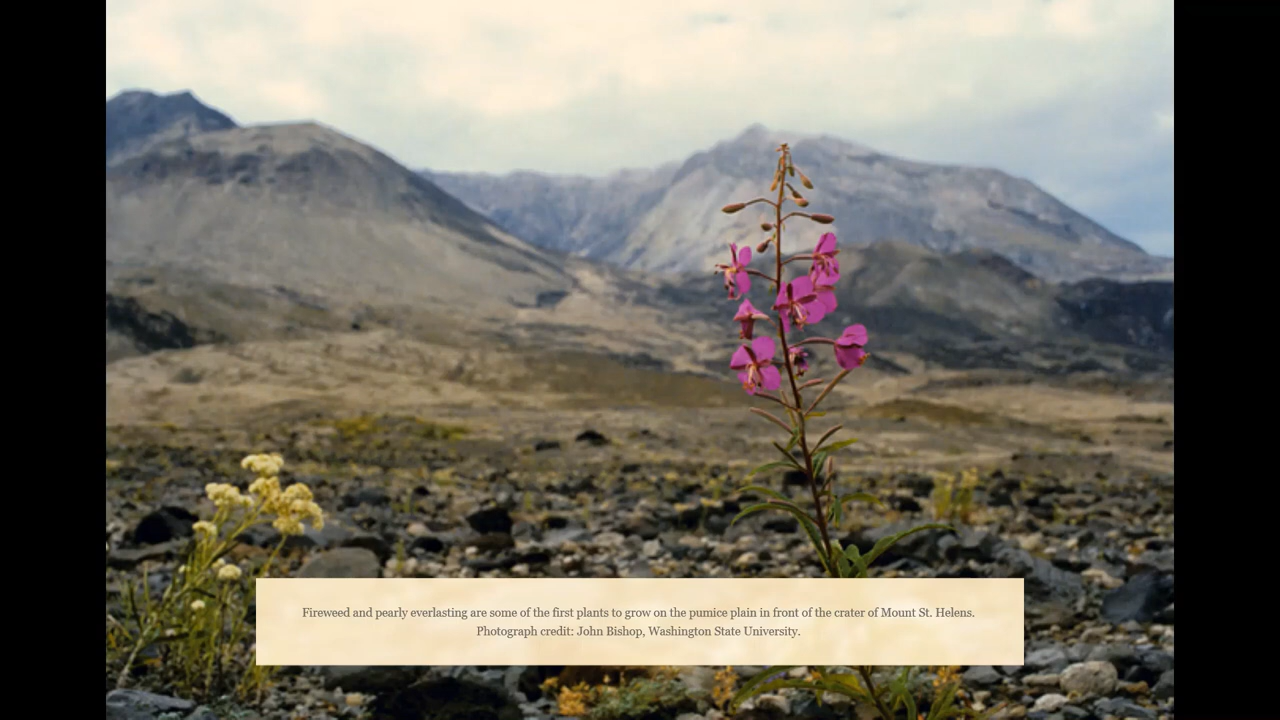 Fireweed and pearly everlasting are some of the first plants to grow on the pumice plain in front of the crater of Mount St. Helens.
Photograph credit: John Bishop, Washington State University.